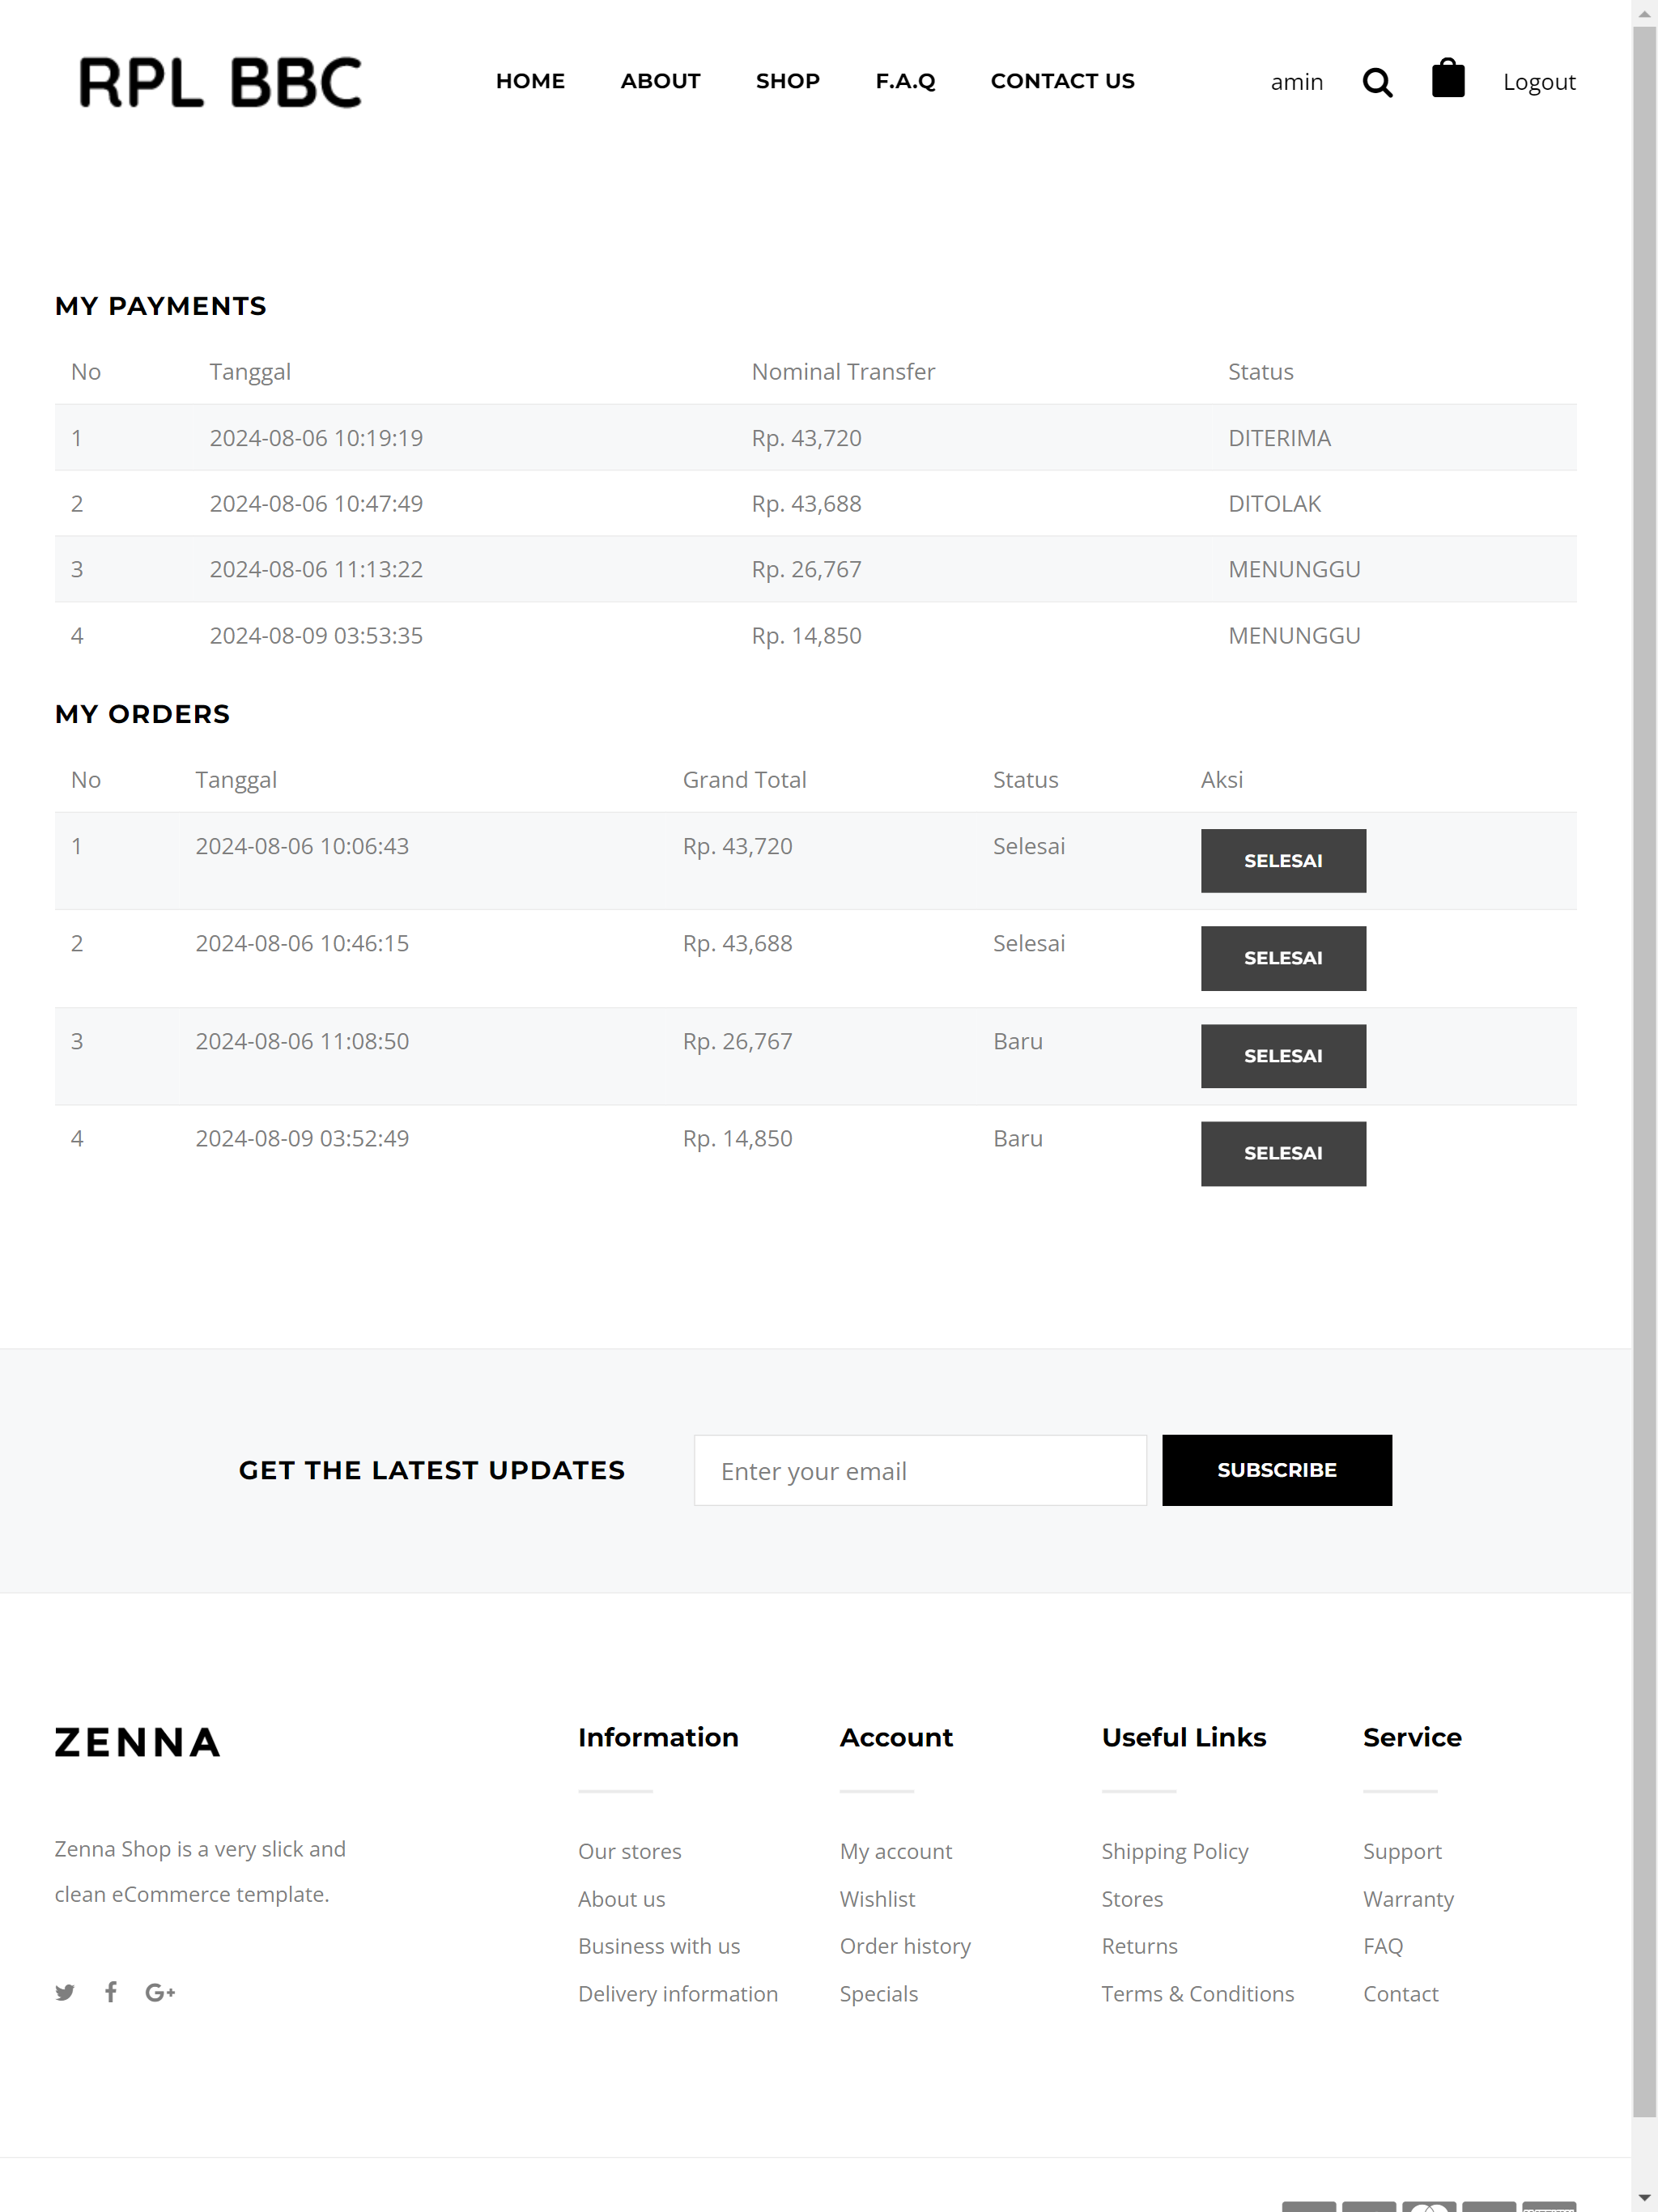 RPL BBC HOME ABOUT SHOP F.A.Q CONTACT US amin Logout
MY PAYMENTS
No Tanggal Nominal Transfer Status
1 2024-08-06 10:19:19 Rp. 43,720 DITERIMA
2 2024-08-06 10:47:49 Rp. 43,688 DITOLAK
3 2024-08-06 11:13:22 Rp. 26,767 MENUNGGU
4 2024-08-09 03:53:35 Rp. 14,850 MENUNGGU
MY ORDERS
No Tanggal Grand Total Status Aksi
1 2024-08-06 10:06:43 Rp. 43,720 Selesai SELESAI
2 2024-08-06 10:46:15 Rp. 43,688 Selesai SELESAI
3 2024-08-06 11:08:50 Rp. 26,767 Baru SELESAI
4 2024-08-09 03:52:49 Rp. 14,850 Baru SELESAI
GET THE LATEST UPDATES Enter your email SUBSCRIBE
ZENNA
Zenna Shop is a very slick and
clean eCommerce template.
Information
Our stores
About us
Business with us
Delivery information
Account
My account
Wishlist
Order history
Specials
Useful Links
Shipping Policy
Stores
Returns
Terms & Conditions
Service
Support
Warranty
FAQ
Contact